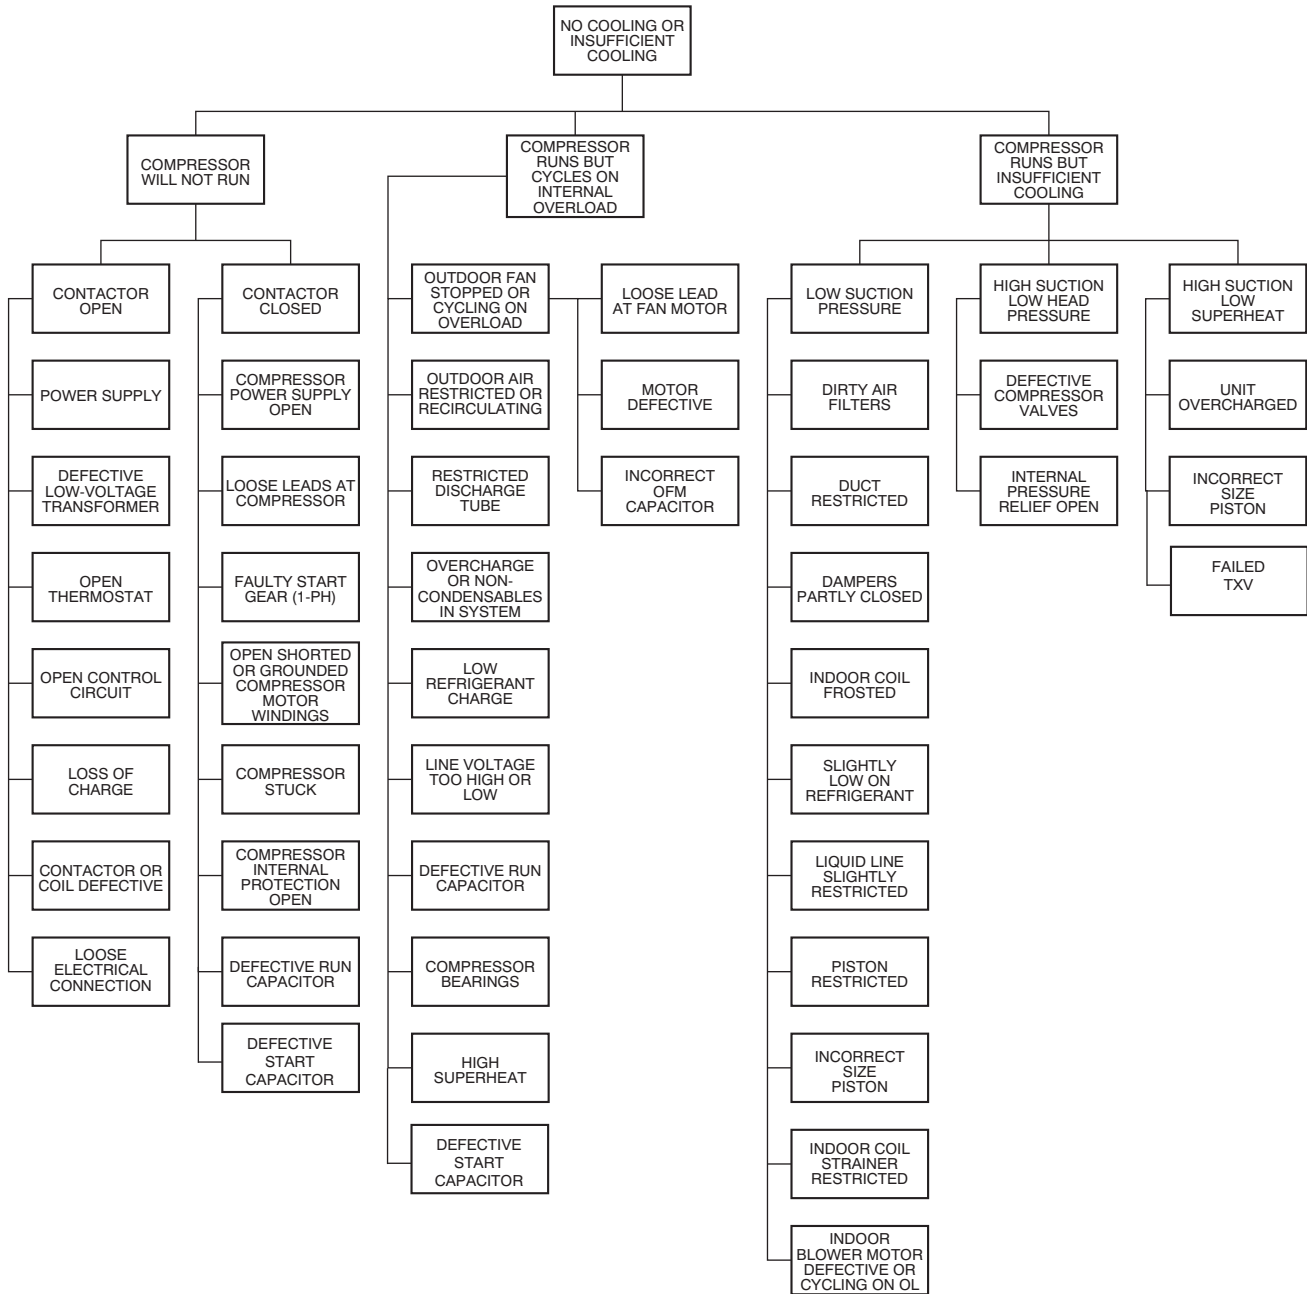 NO COOLING OR
INSUFFICIENT
COOLING
COMPRESSOR
WILL NOT RUN
COMPRESSOR
RUNS BUT
CYCLES ON
INTERNAL
OVERLOAD
COMPRESSOR
RUNS BUT
INSUFFICIENT
COOLING
CONTACTOR
OPEN
POWER SUPPLY
DEFECTIVE
LOW-VOLTAGE
TRANSFORMER
OPEN
THERMOSTAT
OPEN CONTROL
CIRCUIT
LOSS OF
CHARGE
CONTACTOR OR
COIL DEFECTIVE
LOOSE
ELECTRICAL
CONNECTION
CONTACTOR
CLOSED
COMPRESSOR
POWER SUPPLY
OPEN
LOOSE LEADS AT
COMPRESSOR
FAULTY START
GEAR (1-PH)
OPEN SHORTED
OR GROUNDED
COMPRESSOR
MOTOR
WINDINGS
COMPRESSOR
STUCK
COMPRESSOR
INTERNAL
PROTECTION
OPEN
DEFECTIVE RUN
CAPACITOR
DEFECTIVE
START
CAPACITOR
OUTDOOR FAN
STOPPED OR
CYCLING ON
OVERLOAD
OUTDOOR AIR
RESTRICTED OR
RECIRCULATING
RESTRICTED
DISCHARGE
TUBE
OVERCHARGE
OR NON-
CONDENSABLES
IN SYSTEM
LOW
REFRIGERANT
CHARGE
LINE VOLTAGE
TOO HIGH OR
LOW
DEFECTIVE RUN
CAPACITOR
COMPRESSOR
BEARINGS
HIGH
SUPERHEAT
DEFECTIVE
START
CAPACITOR
LOOSE LEAD
AT FAN MOTOR
MOTOR
DEFECTIVE
INCORRECT
OFM
CAPACITOR
LOW SUCTION
PRESSURE
DIRTY AIR
FILTERS
DUCT
RESTRICTED
DAMPERS
PARTLY CLOSED
INDOOR COIL
FROSTED
SLIGHTLY
LOW ON
REFRIGERANT
LIQUID LINE
SLIGHTLY
RESTRICTED
PISTON
RESTRICTED
INCORRECT
SIZE
PISTON
INDOOR COIL
STRAINER
RESTRICTED
INDOOR
BLOWER MOTOR
DEFECTIVE OR
CYCLING ON OL
HIGH SUCTION
LOW HEAD
PRESSURE
DEFECTIVE
COMPRESSOR
VALVES
INTERNAL
PRESSURE
RELIEF OPEN
HIGH SUCTION
LOW
SUPERHEAT
UNIT
OVERCHARGED
INCORRECT
SIZE
PISTON
FAILED
TXV